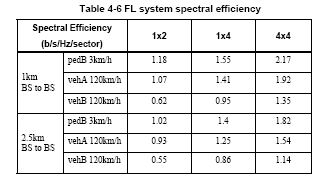 Table 4-6 FL system spectral efficiency
Spectral Efficiency
(b/s/Hz/sector)
1x2
1x4
4x4
1km
BS to BS
pedB 3km/h 1.18 1.55 2.17
vehA 120km/h 1.07 1.41 1.92
vehB 120km/h 0.62 0.95 1.35
2.5km
BS to BS
pedB 3km/h 1.02 1.4 1.82
vehA 120km/h 0.93 1.25 1.54
vehB 120km/h 0.55 0.86 1.14